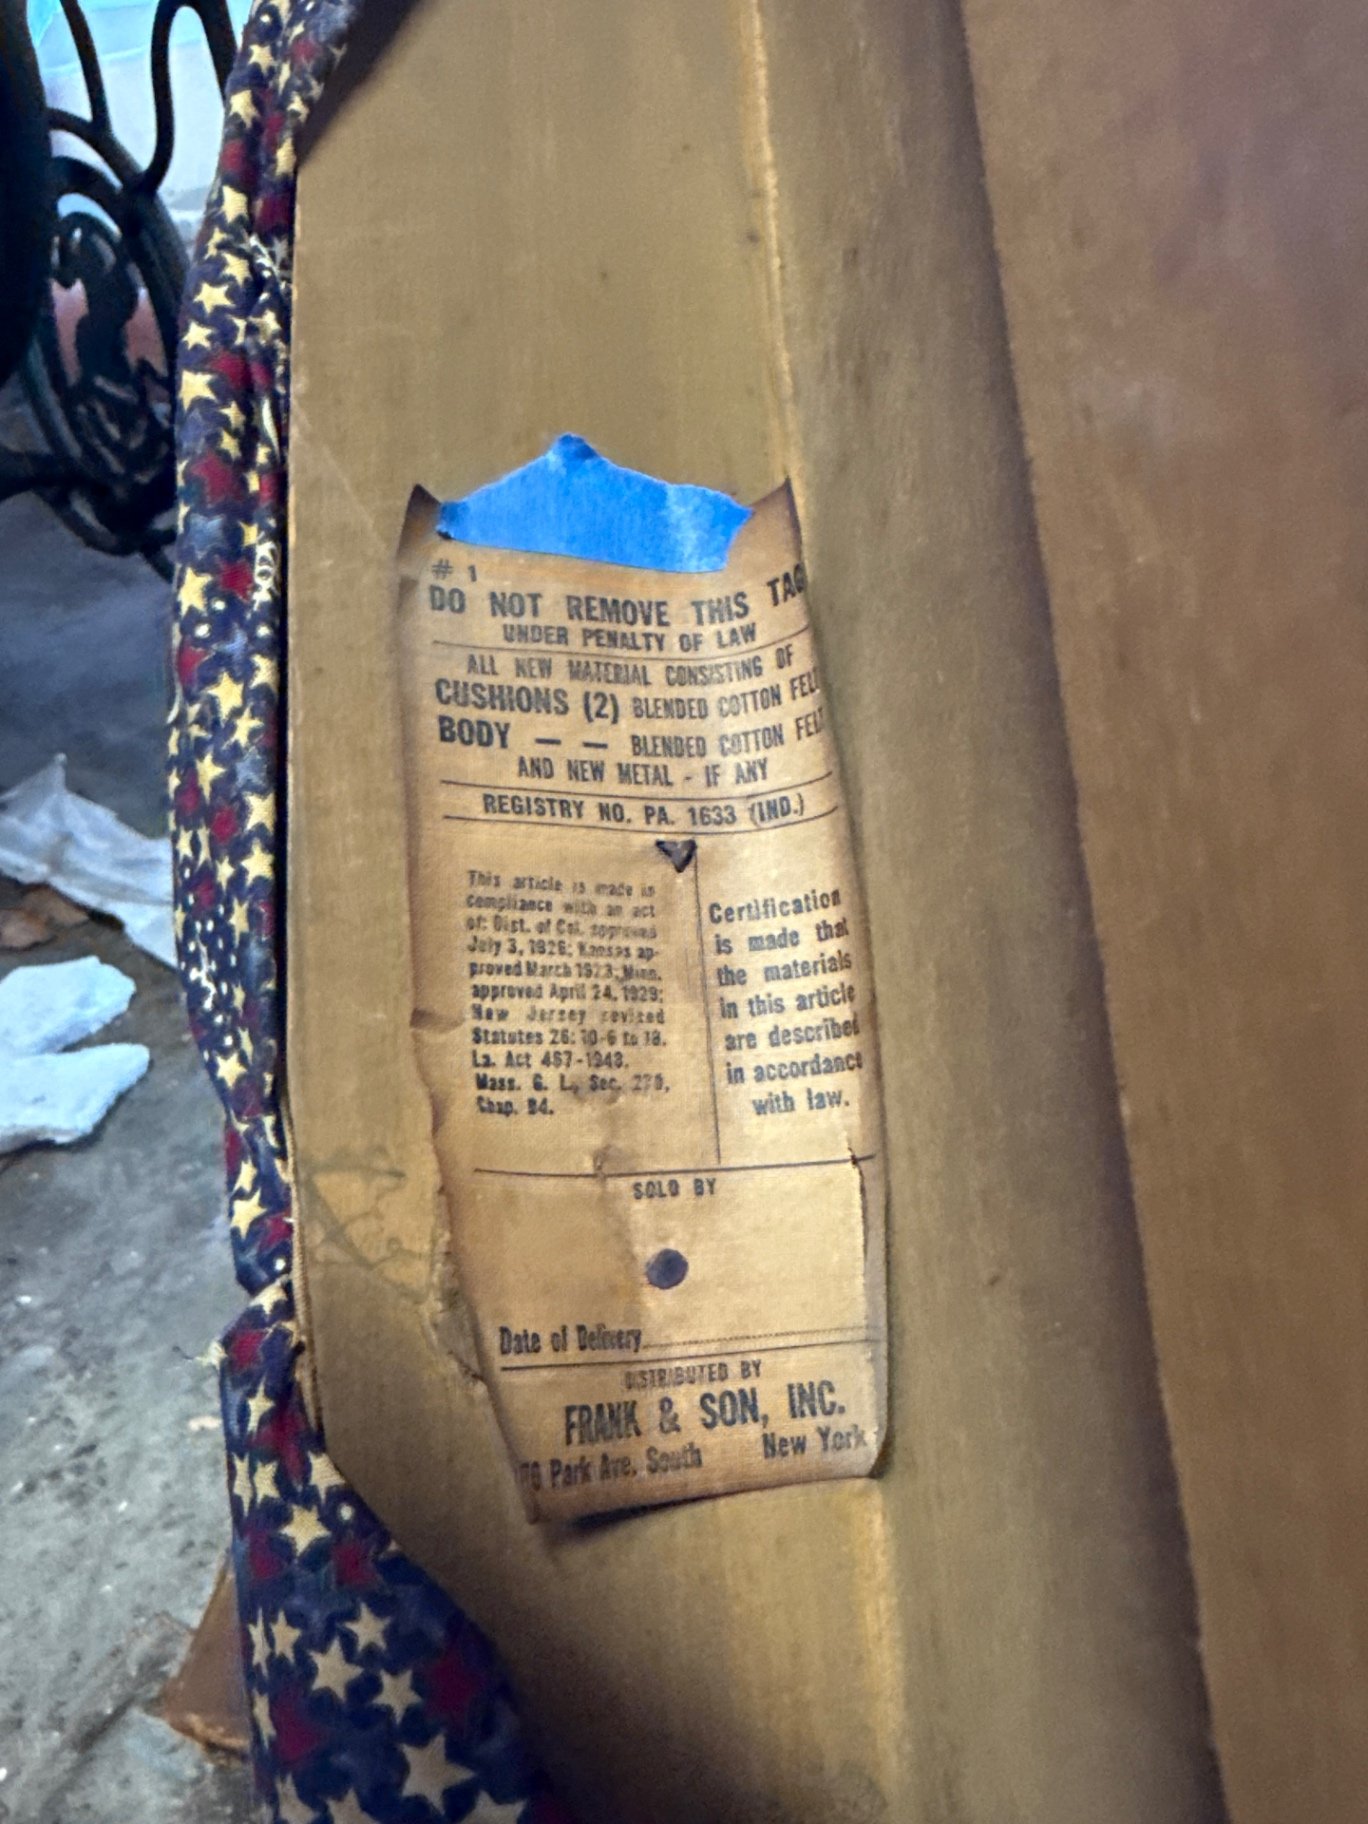 # 1
DO NOT REMOVE THIS TAG
UNDER PENALTY OF LAW
ALL NEW MATERIAL CONSISTING OF
CUSHIONS (2) BLENDED COTTON FELT
BODY — — BLENDED COTTON FELT
AND NEW METAL - IF ANY
REGISTRY NO. PA. 1633 (IND.)
This article is made in
compliance with an act
of: Dist. of Col. approved
July 3, 1926; Kansas ap-
proved March 1923; Minn.
approved April 24, 1929;
New Jersey revised
Statutes 26: 10-6 to 18.
La. Act 467-1948.
Mass. G. L. Sec. 270,
Chap. 94.
Certification
is made that
the materials
in this article
are described
in accordance
with law.
SOLD BY
Date of Delivery
DISTRIBUTED BY
FRANK & SON, INC.
Park Ave. South New York